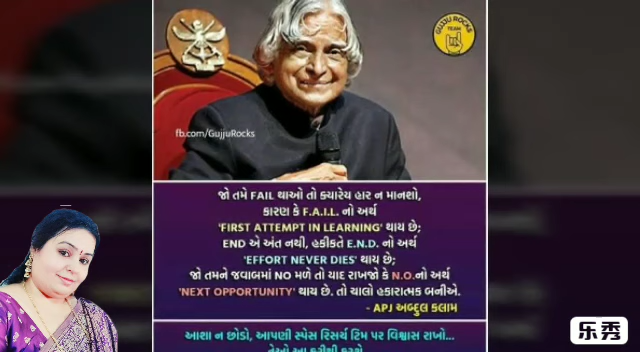 GUJJU ROCKS
TEAM
fb.com/GujjuRocks
જો તમે FAIL થાઓ તો ક્યારેય હાર ન માનશો,
કારણ કે F.A.I.L. નો અર્થ
'FIRST ATTEMPT IN LEARNING' થાય છે;
END એ અંત નથી, હકીકતે E.N.D. નો અર્થ
'EFFORT NEVER DIES' થાય છે;
જો તમને જવાબમાં NO મળે તો યાદ રાખજો કે N.O.નો અર્થ
'NEXT OPPORTUNITY' થાય છે. તો ચાલો હકારાત્મક બનીએ.
- APJ અબ્દુલ કલામ
આશા ન છોડો, આપણી સ્પેસ રિસર્ચ ટિમ પર વિશ્વાસ રાખો...
乐秀